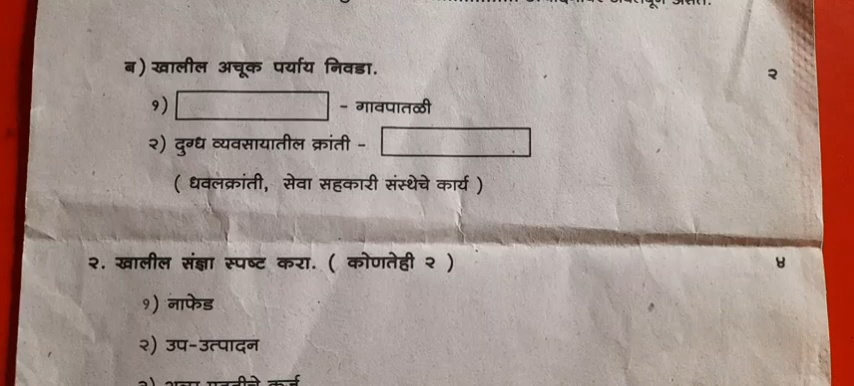 ब) खालील अचूक पर्याय निवडा. २
१) - गावपातळी
२) दुग्ध व्यवसायातील क्रांती -
( धवलक्रांती, सेवा सहकारी संस्थेचे कार्य )
२. खालील संज्ञा स्पष्ट करा. ( कोणतेही २ ) ४
१) नाफेड
२) उप-उत्पादन